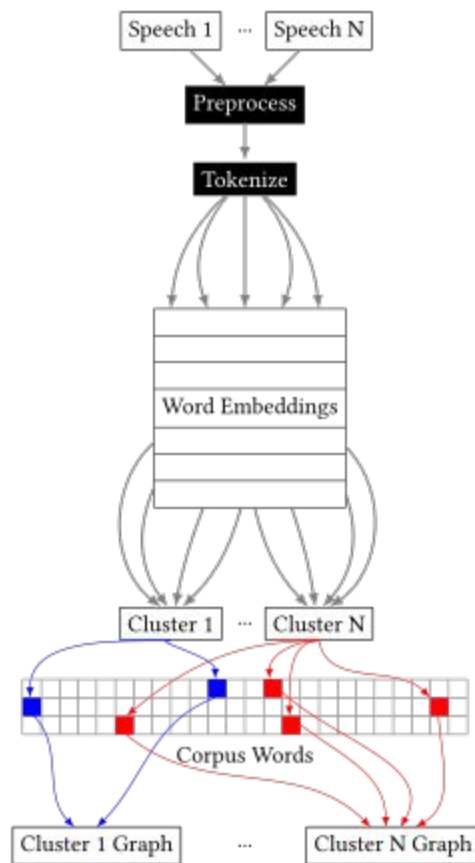 Speech 1 ... Speech N
Preprocess
Tokenize
Word Embeddings
Cluster 1 ... Cluster N
Corpus Words
Cluster 1 Graph ... Cluster N Graph